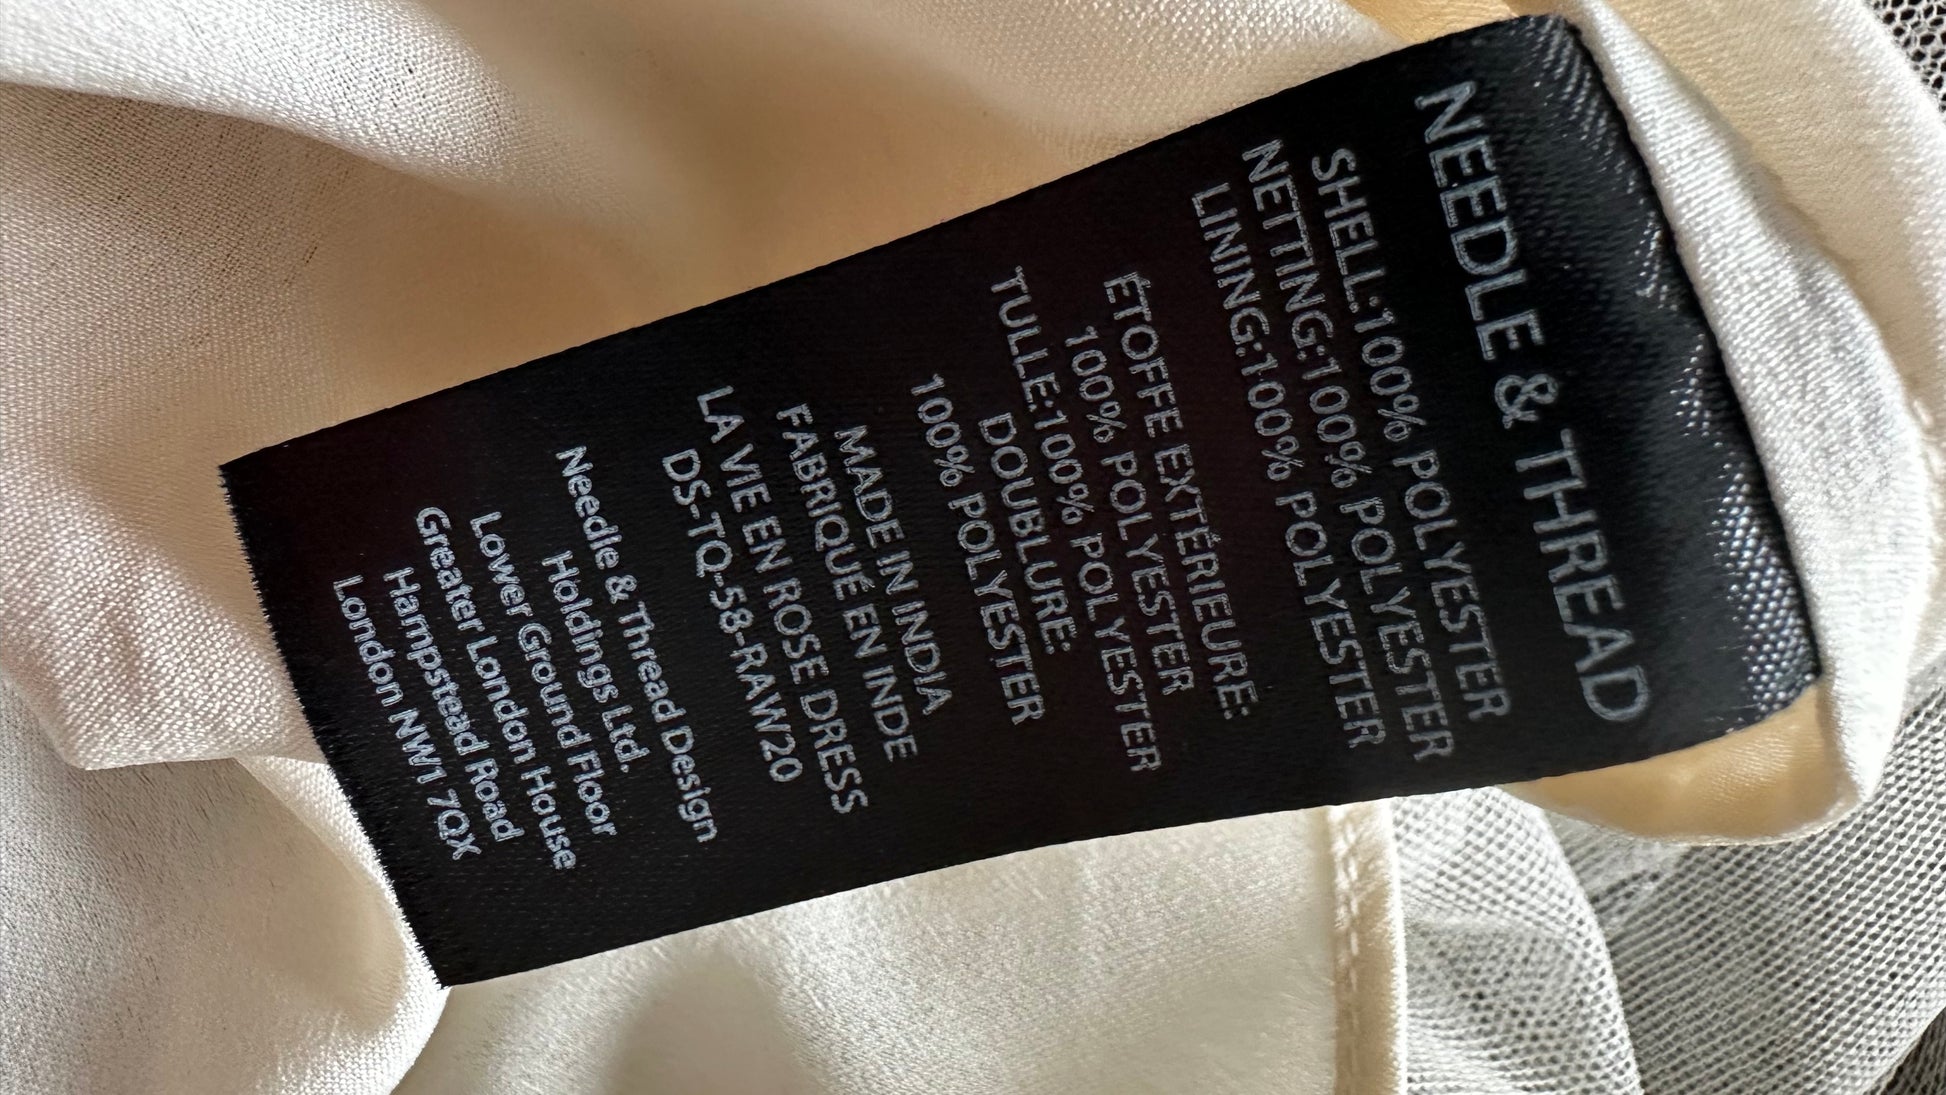 NEEDLE & THREAD
SHELL:100% POLYESTER
NETTING:100% POLYESTER
LINING:100% POLYESTER
ÉTOFFE EXTÉRIEURE:
100% POLYESTER
TULLE:100% POLYESTER
DOUBLURE:
100% POLYESTER
MADE IN INDIA
FABRIQUÉ EN INDE
LA VIE EN ROSE DRESS
DS-TQ-58-RAW20
Needle & Thread Design
Holdings Ltd.
Lower Ground Floor
Greater London House
Hampstead Road
London NW1 7QX